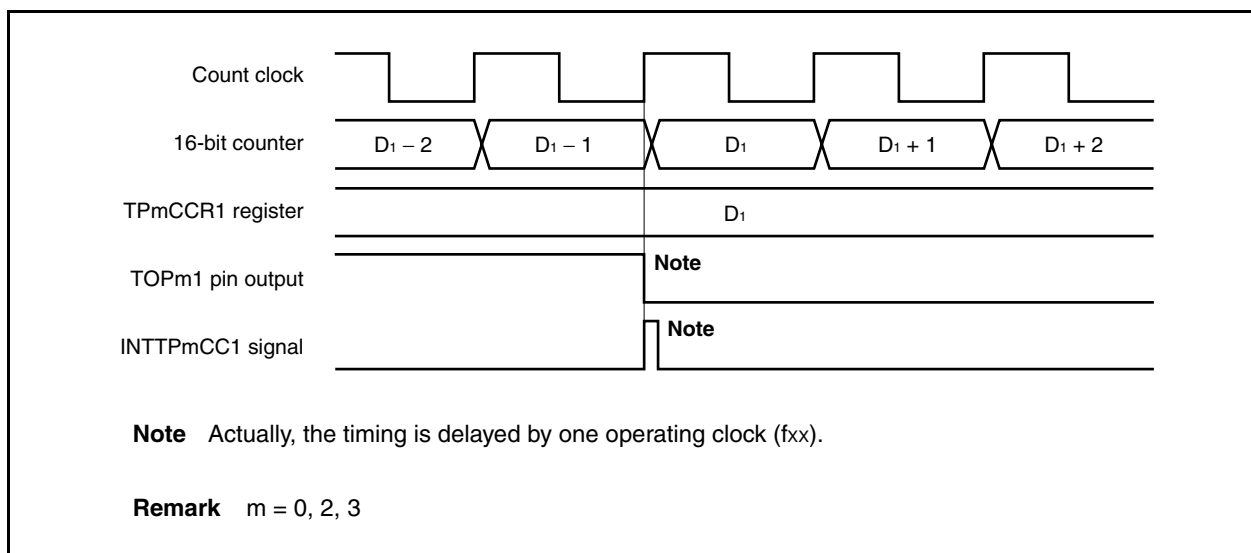 Count clock
16-bit counter D1 – 2 D1 – 1 D1 D1 + 1 D1 + 2
TPmCCR1 register D1
TOPm1 pin output Note
INTTPmCC1 signal Note
Note Actually, the timing is delayed by one operating clock (fxx).
Remark m = 0, 2, 3